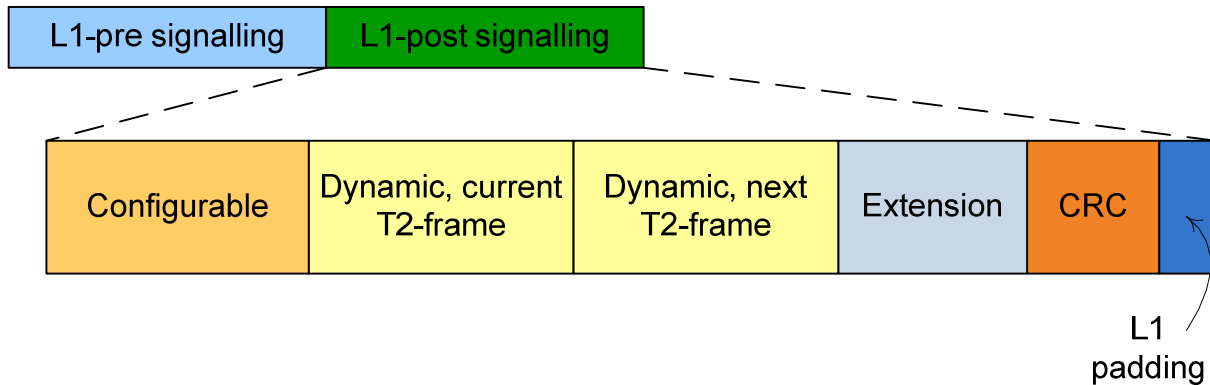 L1-pre signalling
L1-post signalling
Configurable
Dynamic, current
T2-frame
Dynamic, next
T2-frame
Extension
CRC
L1
padding